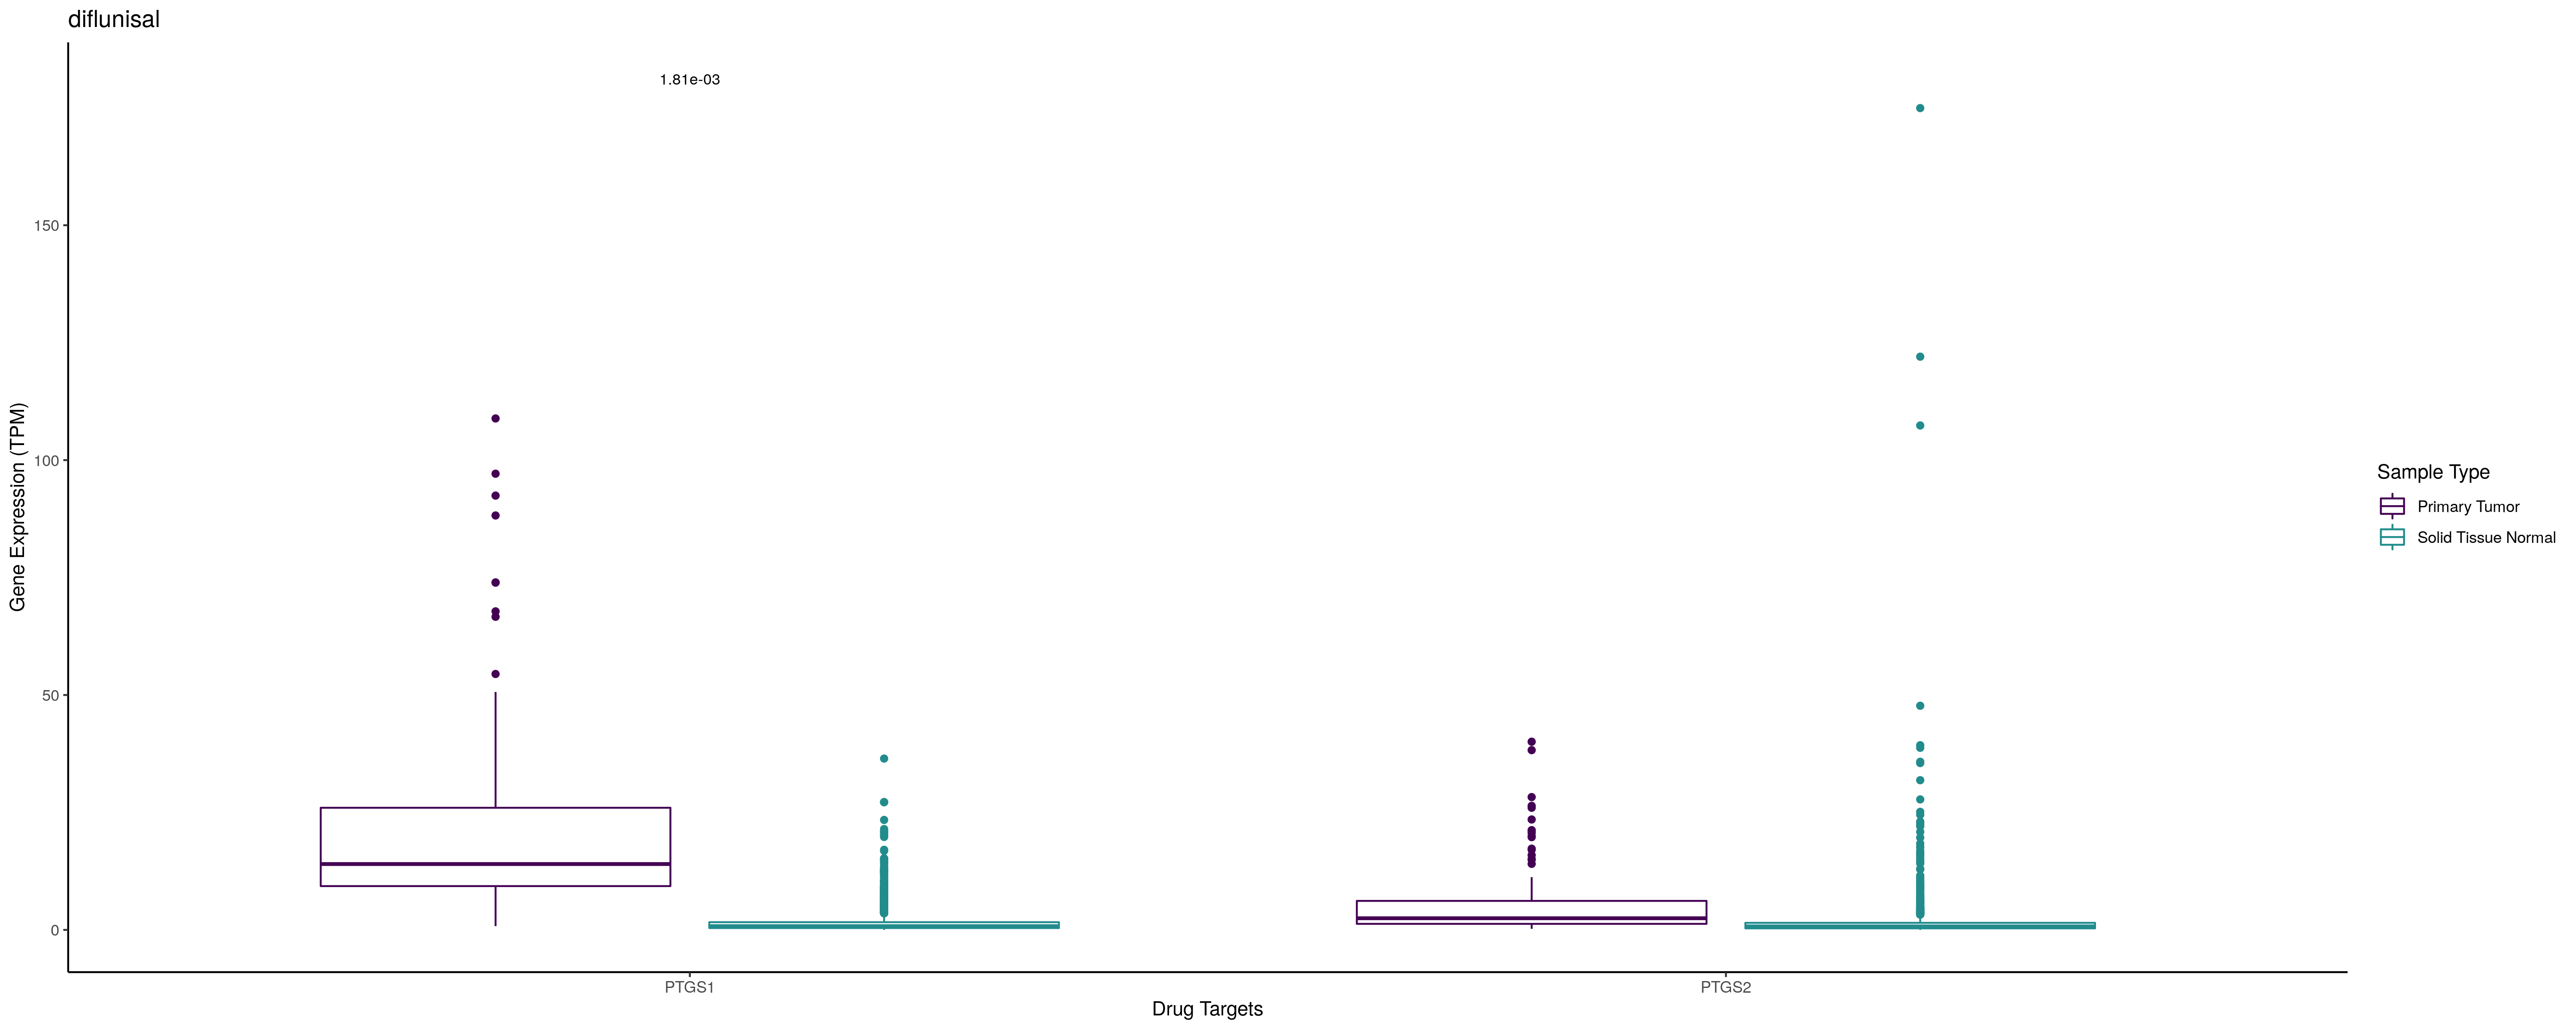 diflunisal
1.81e-03
150
100
50
0
Gene Expression (TPM)
PTGS1
PTGS2
Drug Targets
Sample Type
Primary Tumor
Solid Tissue Normal